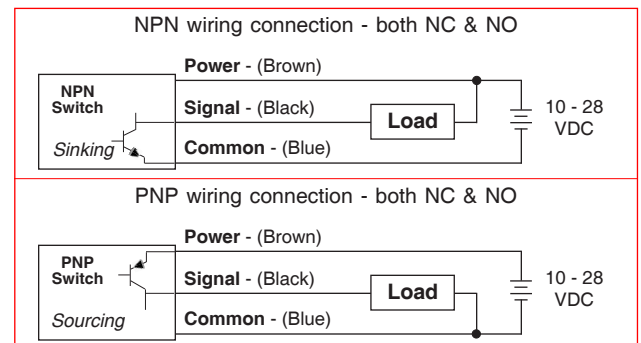 NPN wiring connection - both NC & NO
Power - (Brown)
NPN
Switch
Signal - (Black)
Load
10 - 28
VDC
Sinking
Common - (Blue)
PNP wiring connection - both NC & NO
Power - (Brown)
PNP
Switch
Signal - (Black)
Load
10 - 28
VDC
Sourcing
Common - (Blue)